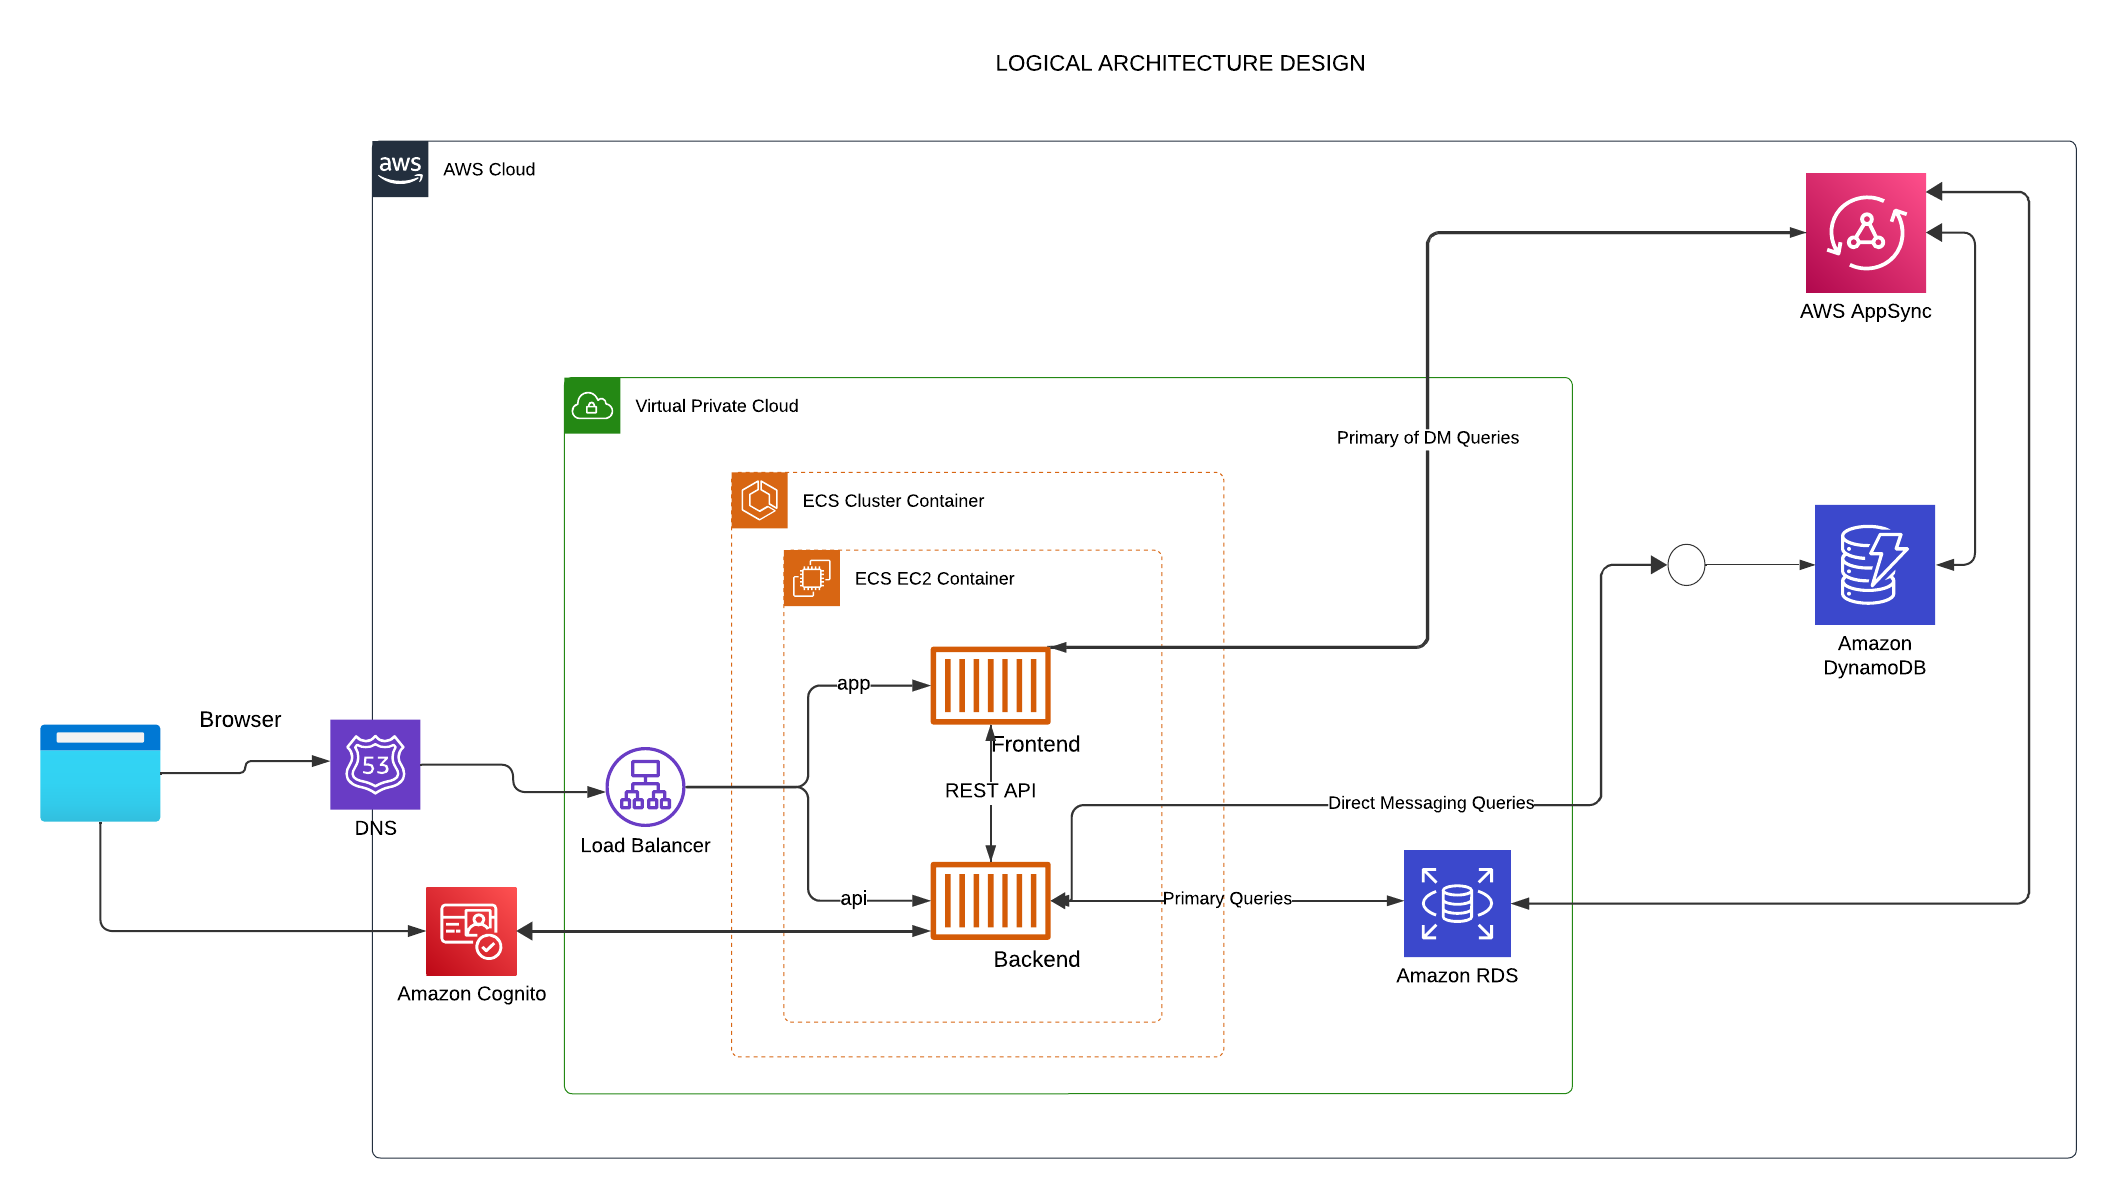 LOGICAL ARCHITECTURE DESIGN
aws
AWS Cloud
AWS AppSync
Virtual Private Cloud
Primary of DM Queries
ECS Cluster Container
ECS EC2 Container
Amazon
DynamoDB
app
Browser
53
DNS
Frontend
REST API
Direct Messaging Queries
Load Balancer
api
Primary Queries
Backend
Amazon RDS
Amazon Cognito